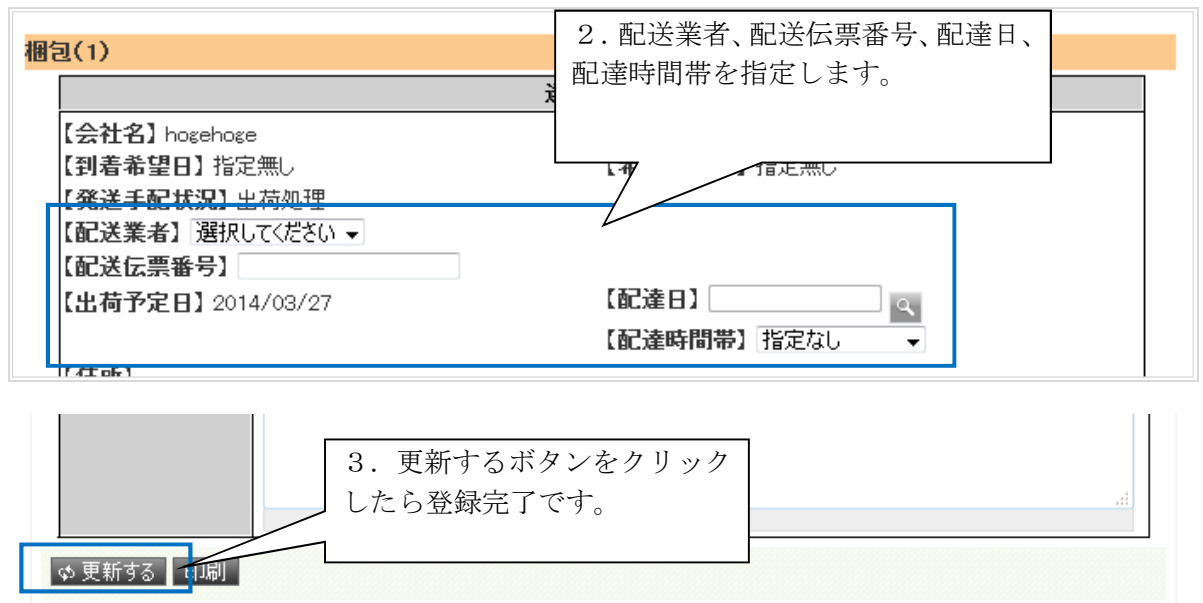 梱包(1)
２．配送業者、配送伝票番号、配達日、
配達時間帯を指定します。
【会社名】hogehoge
【到着希望日】指定無し
指定無し
【発送手配状況】出荷処理
【配送業者】選択してください
【配送伝票番号】
【出荷予定日】2014/03/27 【配達日】
【配達時間帯】指定なし
【住所】
３．更新するボタンをクリック
したら登録完了です。
更新する 印刷